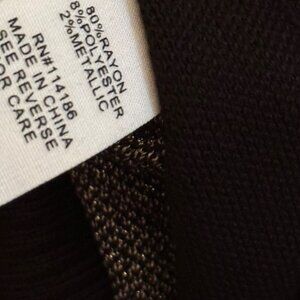 80%RAYON
8%POLYESTER
2%METALLIC
RN#114186
MADE IN CHINA
SEE REVERSE
FOR CARE